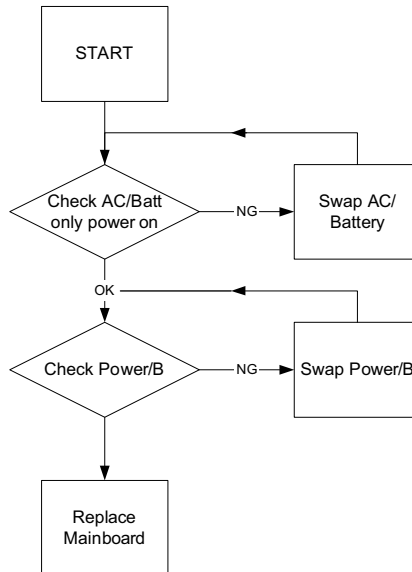 START
Check AC/Batt
only power on
NG
Swap AC/
Battery
OK
Check Power/B
NG
Swap Power/B
Replace
Mainboard